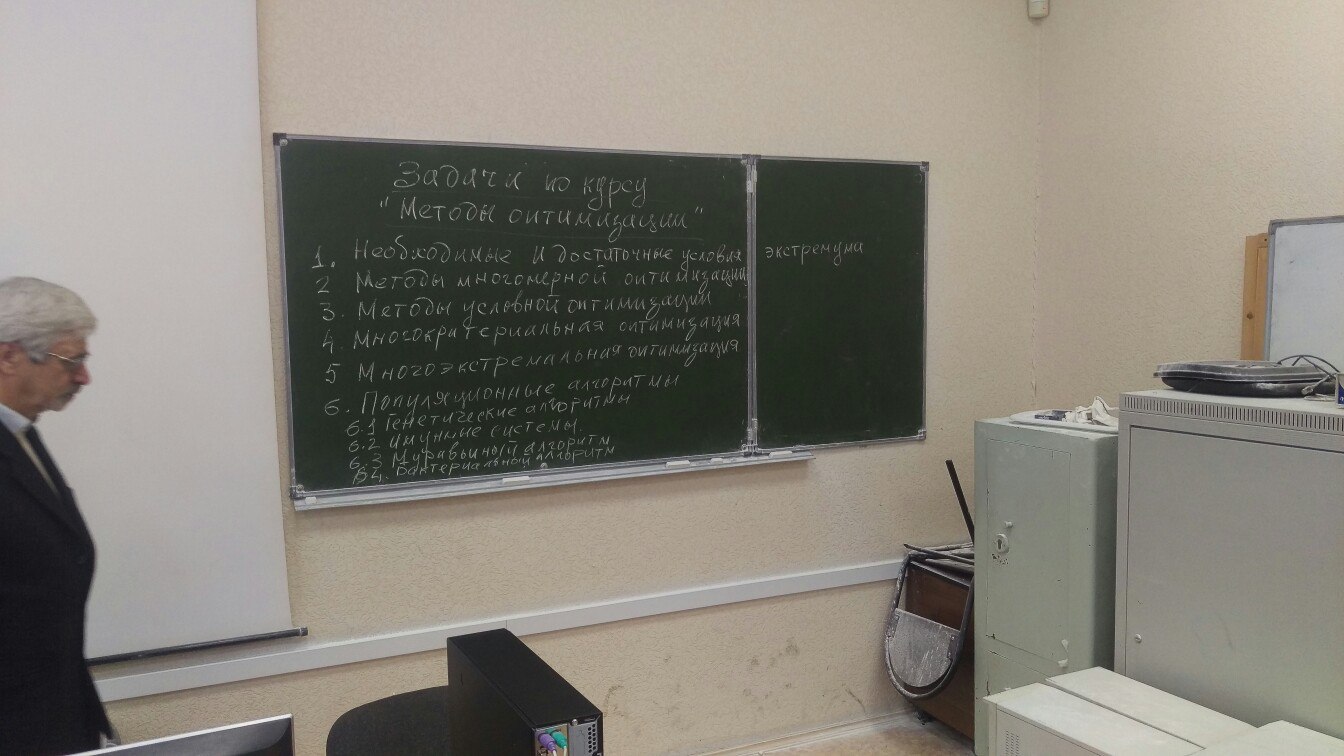 Задачи по курсу
"Методы оптимизации"
1. Необходимые и достаточные условия экстремума
2 Методы многомерной оптимизации
3. Методы условной оптимизации
4. Многокритериальная оптимизация
5 Многоэкстремальная оптимизация
6. Популяционные алгоритмы
6.1 Генетические алгоритмы
6.2 Имунные системы.
6.3 Муравьиный алгоритм
6 4. Бактериальный алгоритм